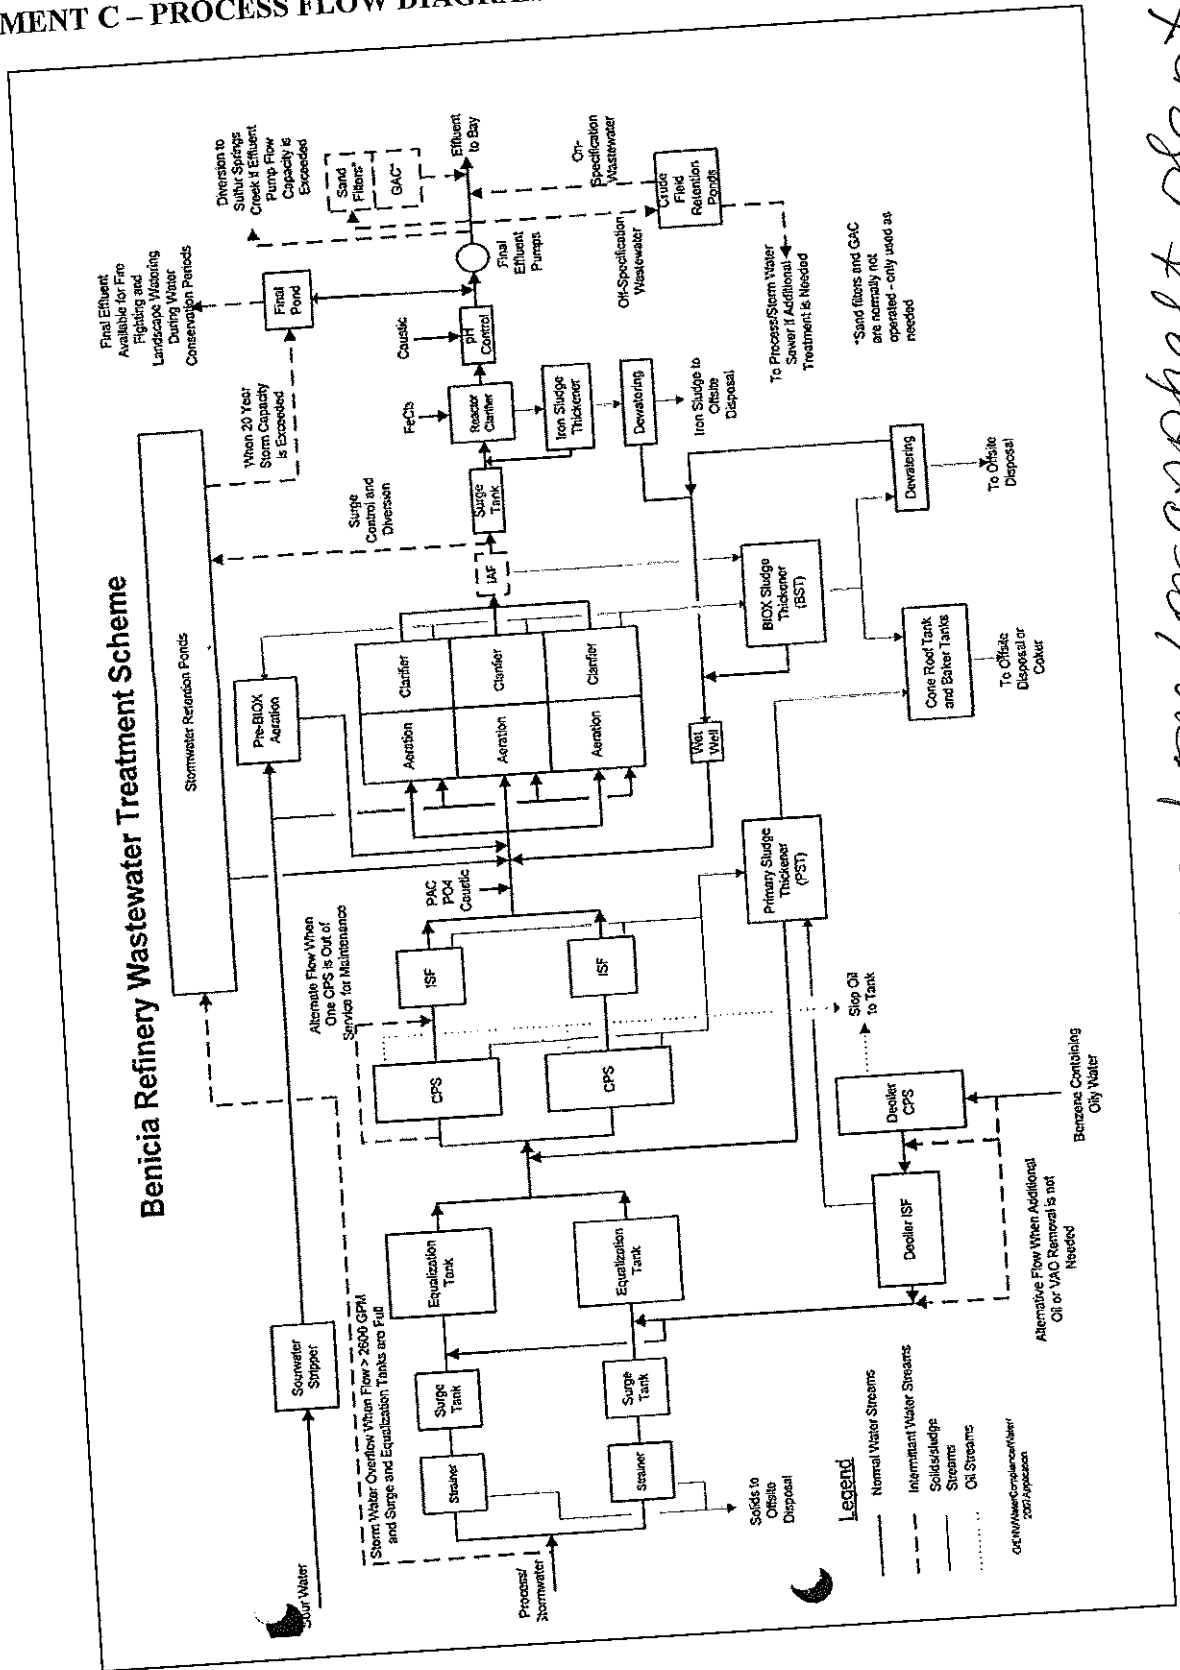 MENT C – PROCESS FLOW DIAGRAM
Benicia Refinery Wastewater Treatment Scheme
Stormwater Retention Ponds
Sour Water
Sourwater
Stripper
Pre-BIOX
Aeration
When 20 Year
Storm Capacity
is Exceeded
Final Effluent
Available for Fire
Fighting and
Landscape Watering
During Water
Conservation Periods
Final
Pond
Diversion to
Sulfur Springs
Creek if Effluent
Pump Flow
Capacity is
Exceeded
Sand
Filters*
GAC*
Effluent
to Bay
Storm Water Overflow When Flow > 2600 GPM
and Surge and Equalization Tanks are Full
Process/
Stormwater
Strainer
Surge
Tank
Equalization
Tank
Strainer
Surge
Tank
Equalization
Tank
Solids to
Offsite
Disposal
Alternate Flow When
One CPS is Out of
Service for Maintenance
CPS
ISF
CPS
ISF
PAC
PO4
Caustic
Aeration
Clarifier
Aeration
Clarifier
Aeration
Clarifier
IAF
Surge
Control and
Diversion
Surge
Tank
FeCl3
Reactor
Clarifier
Caustic
pH
Control
Final
Effluent
Pumps
Iron Sludge
Thickener
Dewatering
Iron Sludge to
Offsite
Disposal
Off-Specification
Wastewater
On-
Specification
Wastewater
Crude
Field
Retention
Ponds
To Process/Storm Water
Sewer if Additional
Treatment is Needed
*Sand filters and GAC
are normally not
operated - only used as
needed
Wet
Well
BIOX Sludge
Thickener
(BST)
Dewatering
To Offsite
Disposal
Cone Roof Tank
and Baker Tanks
To Offsite
Disposal or
Coker
Primary Sludge
Thickener
(PST)
Slop Oil
to Tank
Deoiler
CPS
Deoiler ISF
Benzene Containing
Oily Water
Alternative Flow When Additional
Oil or VAO Removal is not
Needed
Legend
Normal Water Streams
Intermittant Water Streams
Solids/sludge
Streams
Oil Streams
2007Application
asphalt plant